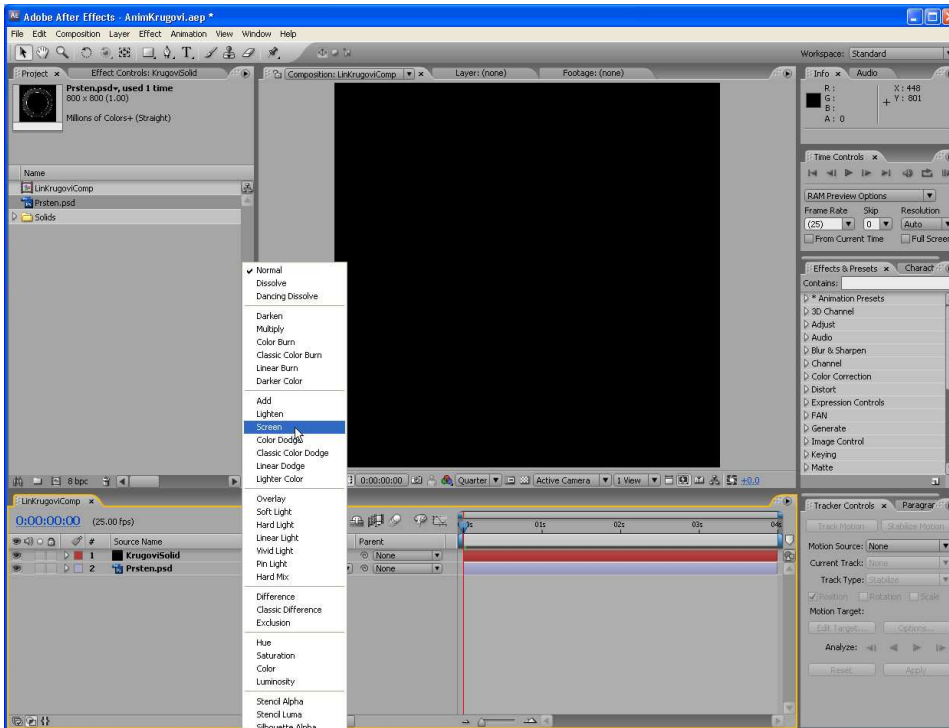 Adobe After Effects - AnimKrugovi.aep *
File Edit Composition Layer Effect Animation View Window Help
Workspace: Standard
Project × Effect Controls: KrugoviSolid
Prsten.psd, used 1 time
800 x 800 (1.00)
Millions of Colors+ (Straight)
Name
LinKrugoviComp
Prsten.psd
Solids
8 bpc
Composition: LinKrugoviComp × Layer: (none) Footage: (none)
Normal
Dissolve
Dancing Dissolve
Darken
Multiply
Color Burn
Classic Color Burn
Linear Burn
Darker Color
Add
Lighten
Screen
Color Dodge
Classic Color Dodge
Linear Dodge
Lighter Color
Overlay
Soft Light
Hard Light
Linear Light
Vivid Light
Pin Light
Hard Mix
Difference
Classic Difference
Exclusion
Hue
Saturation
Color
Luminosity
Stencil Alpha
Stencil Luma
Silhouette Alpha
0:00:00:00 Quarter Active Camera 1 View +0.0
Info × Audio
R : X : 448
G : + Y : 801
B :
A : 0
Time Controls ×
RAM Preview Options
Frame Rate Skip Resolution
(25) 0 Auto
From Current Time Full Screen
Effects & Presets ×
Contains:
* Animation Presets
3D Channel
Adjust
Audio
Blur & Sharpen
Channel
Color Correction
Distort
Expression Controls
FAN
Generate
Image Control
Keying
Matte
LinKrugoviComp ×
0:00:00:00 (25.00 fps)
# Source Name Parent
1 KrugoviSolid None
2 Prsten.psd None
01s 02s 03s
Tracker Controls ×
Track Motion Stabilize Motion
Motion Source: None
Current Track: None
Track Type: Stabilize
Position Rotation Scale
Motion Target:
Edit Target... Options...
Analyze:
Reset Apply